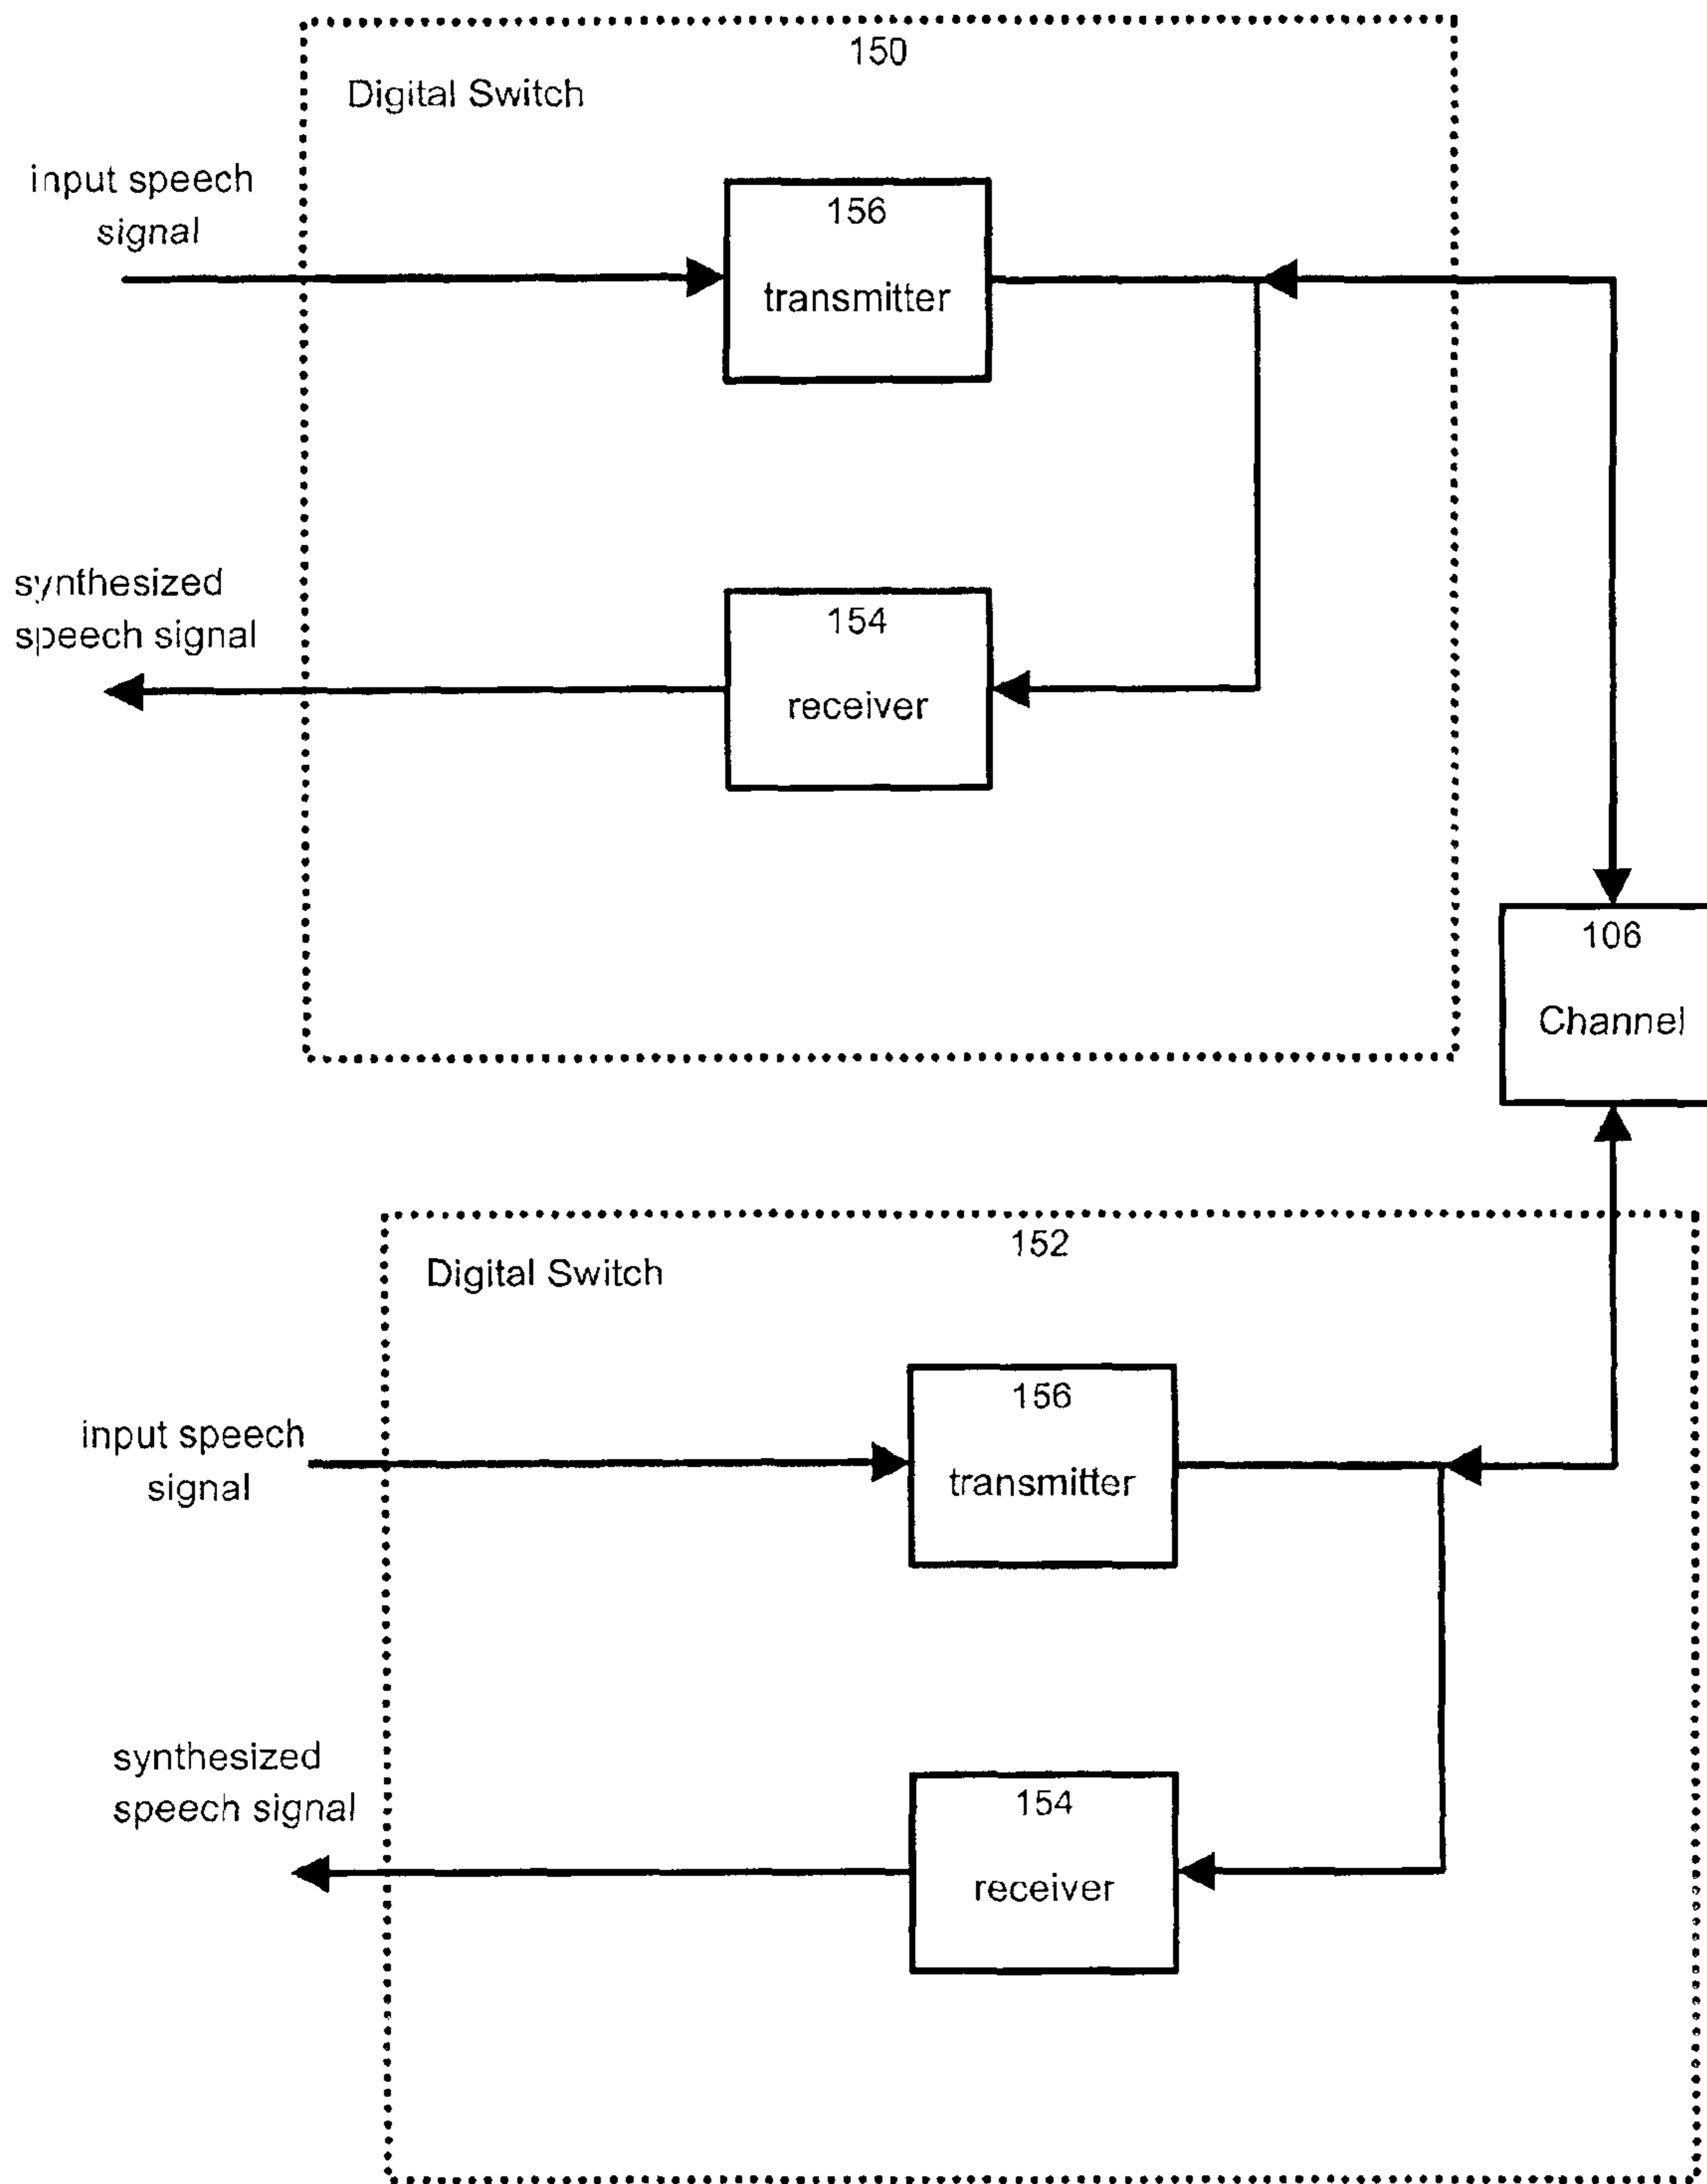 150
Digital Switch
input speech
signal
156
transmitter
synthesized
speech signal
154
receiver
106
Channel
152
Digital Switch
input speech
signal
156
transmitter
synthesized
speech signal
154
receiver